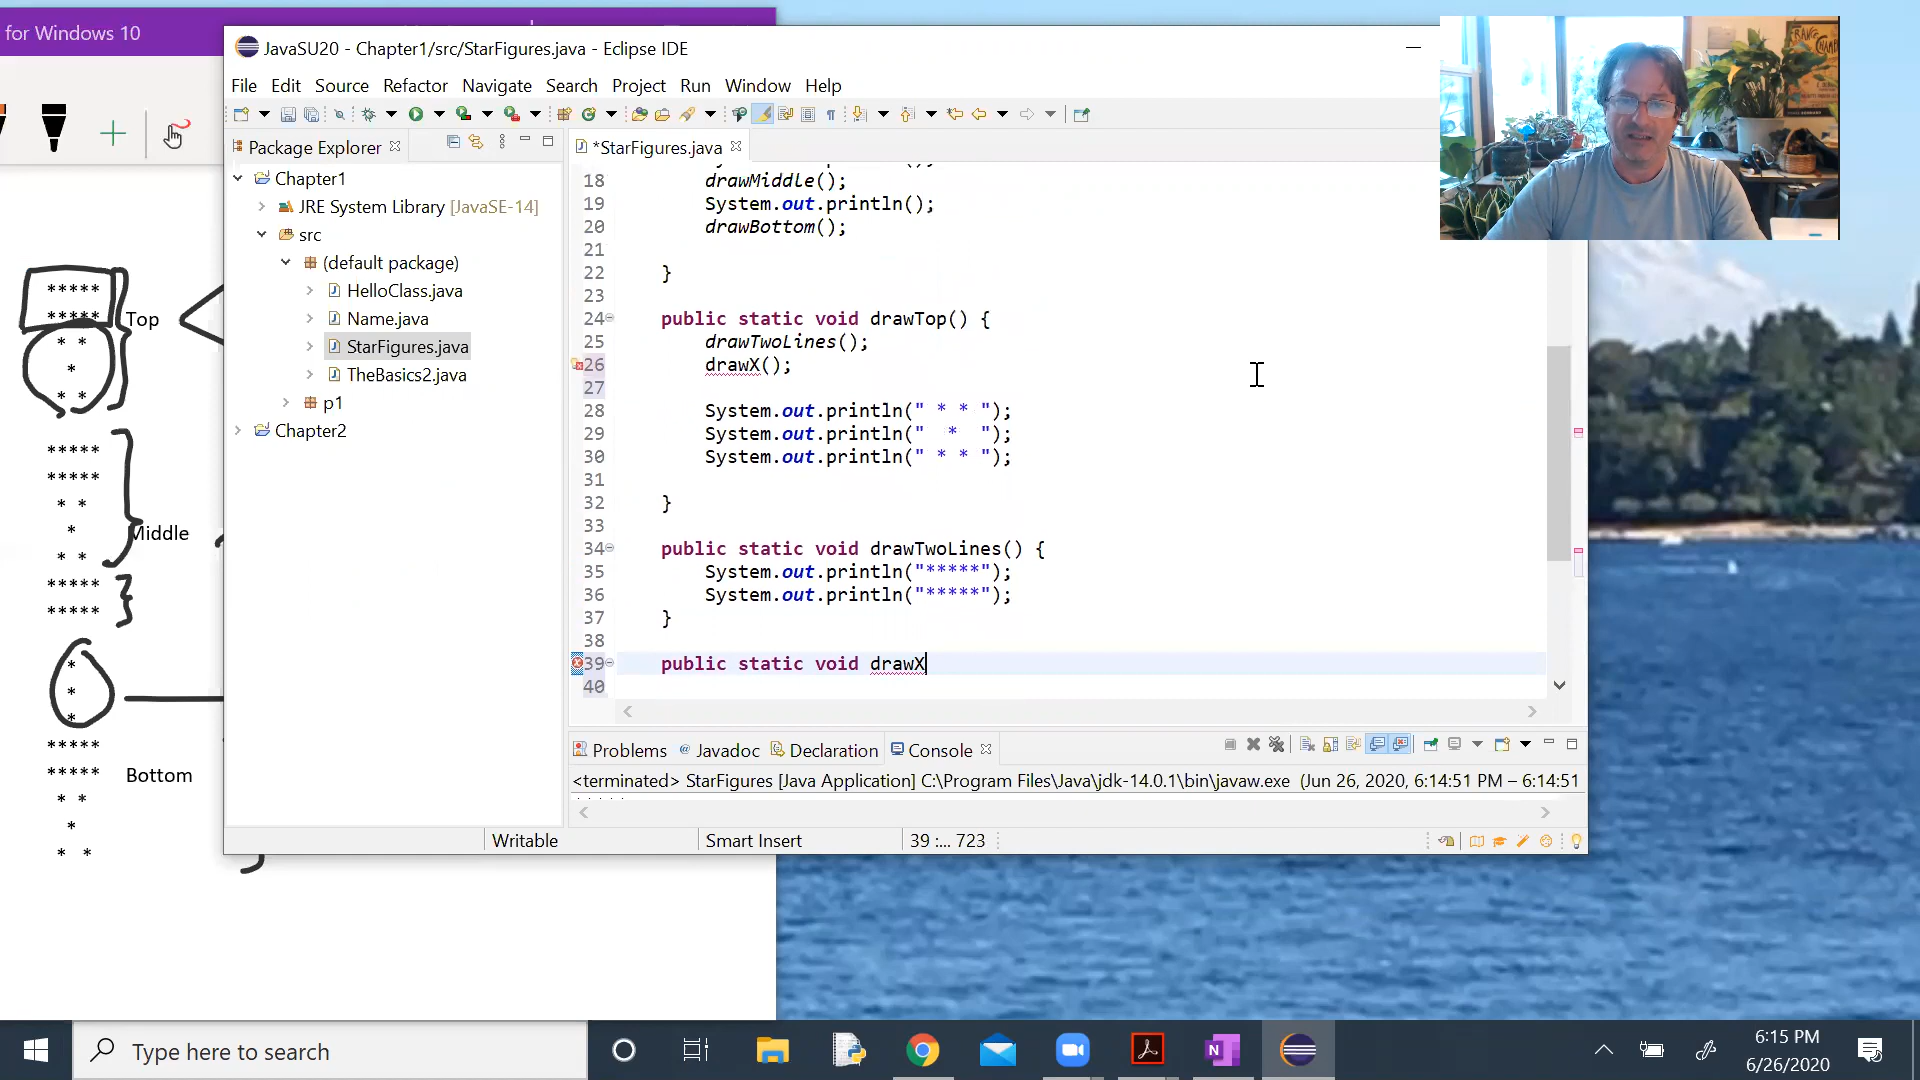 for Windows 10
JavaSU20 - Chapter1/src/StarFigures.java - Eclipse IDE
File Edit Source Refactor Navigate Search Project Run Window Help
Package Explorer
*StarFigures.java
Chapter1
JRE System Library [JavaSE-14]
src
(default package)
HelloClass.java
Name.java
StarFigures.java
TheBasics2.java
p1
Chapter2
18 drawMiddle();
19 System.out.println();
20 drawBottom();
21
22 }
23
24 public static void drawTop() {
25 drawTwoLines();
26 drawX();
27
28 System.out.println(" * * ");
29 System.out.println("  *  ");
30 System.out.println(" * * ");
31
32 }
33
34 public static void drawTwoLines() {
35 System.out.println("*****");
36 System.out.println("*****");
37 }
38
39 public static void drawX
40
*****
*****
* *
*
* *
Top
*****
*****
* *
*
* *
*****
*****
Middle
*
*
*
*****
*****
* *
*
* *
Bottom
Problems @ Javadoc Declaration Console
<terminated> StarFigures [Java Application] C:\Program Files\Java\jdk-14.0.1\bin\javaw.exe (Jun 26, 2020, 6:14:51 PM – 6:14:51
Writable Smart Insert 39 :... 723
Type here to search
6:15 PM
6/26/2020